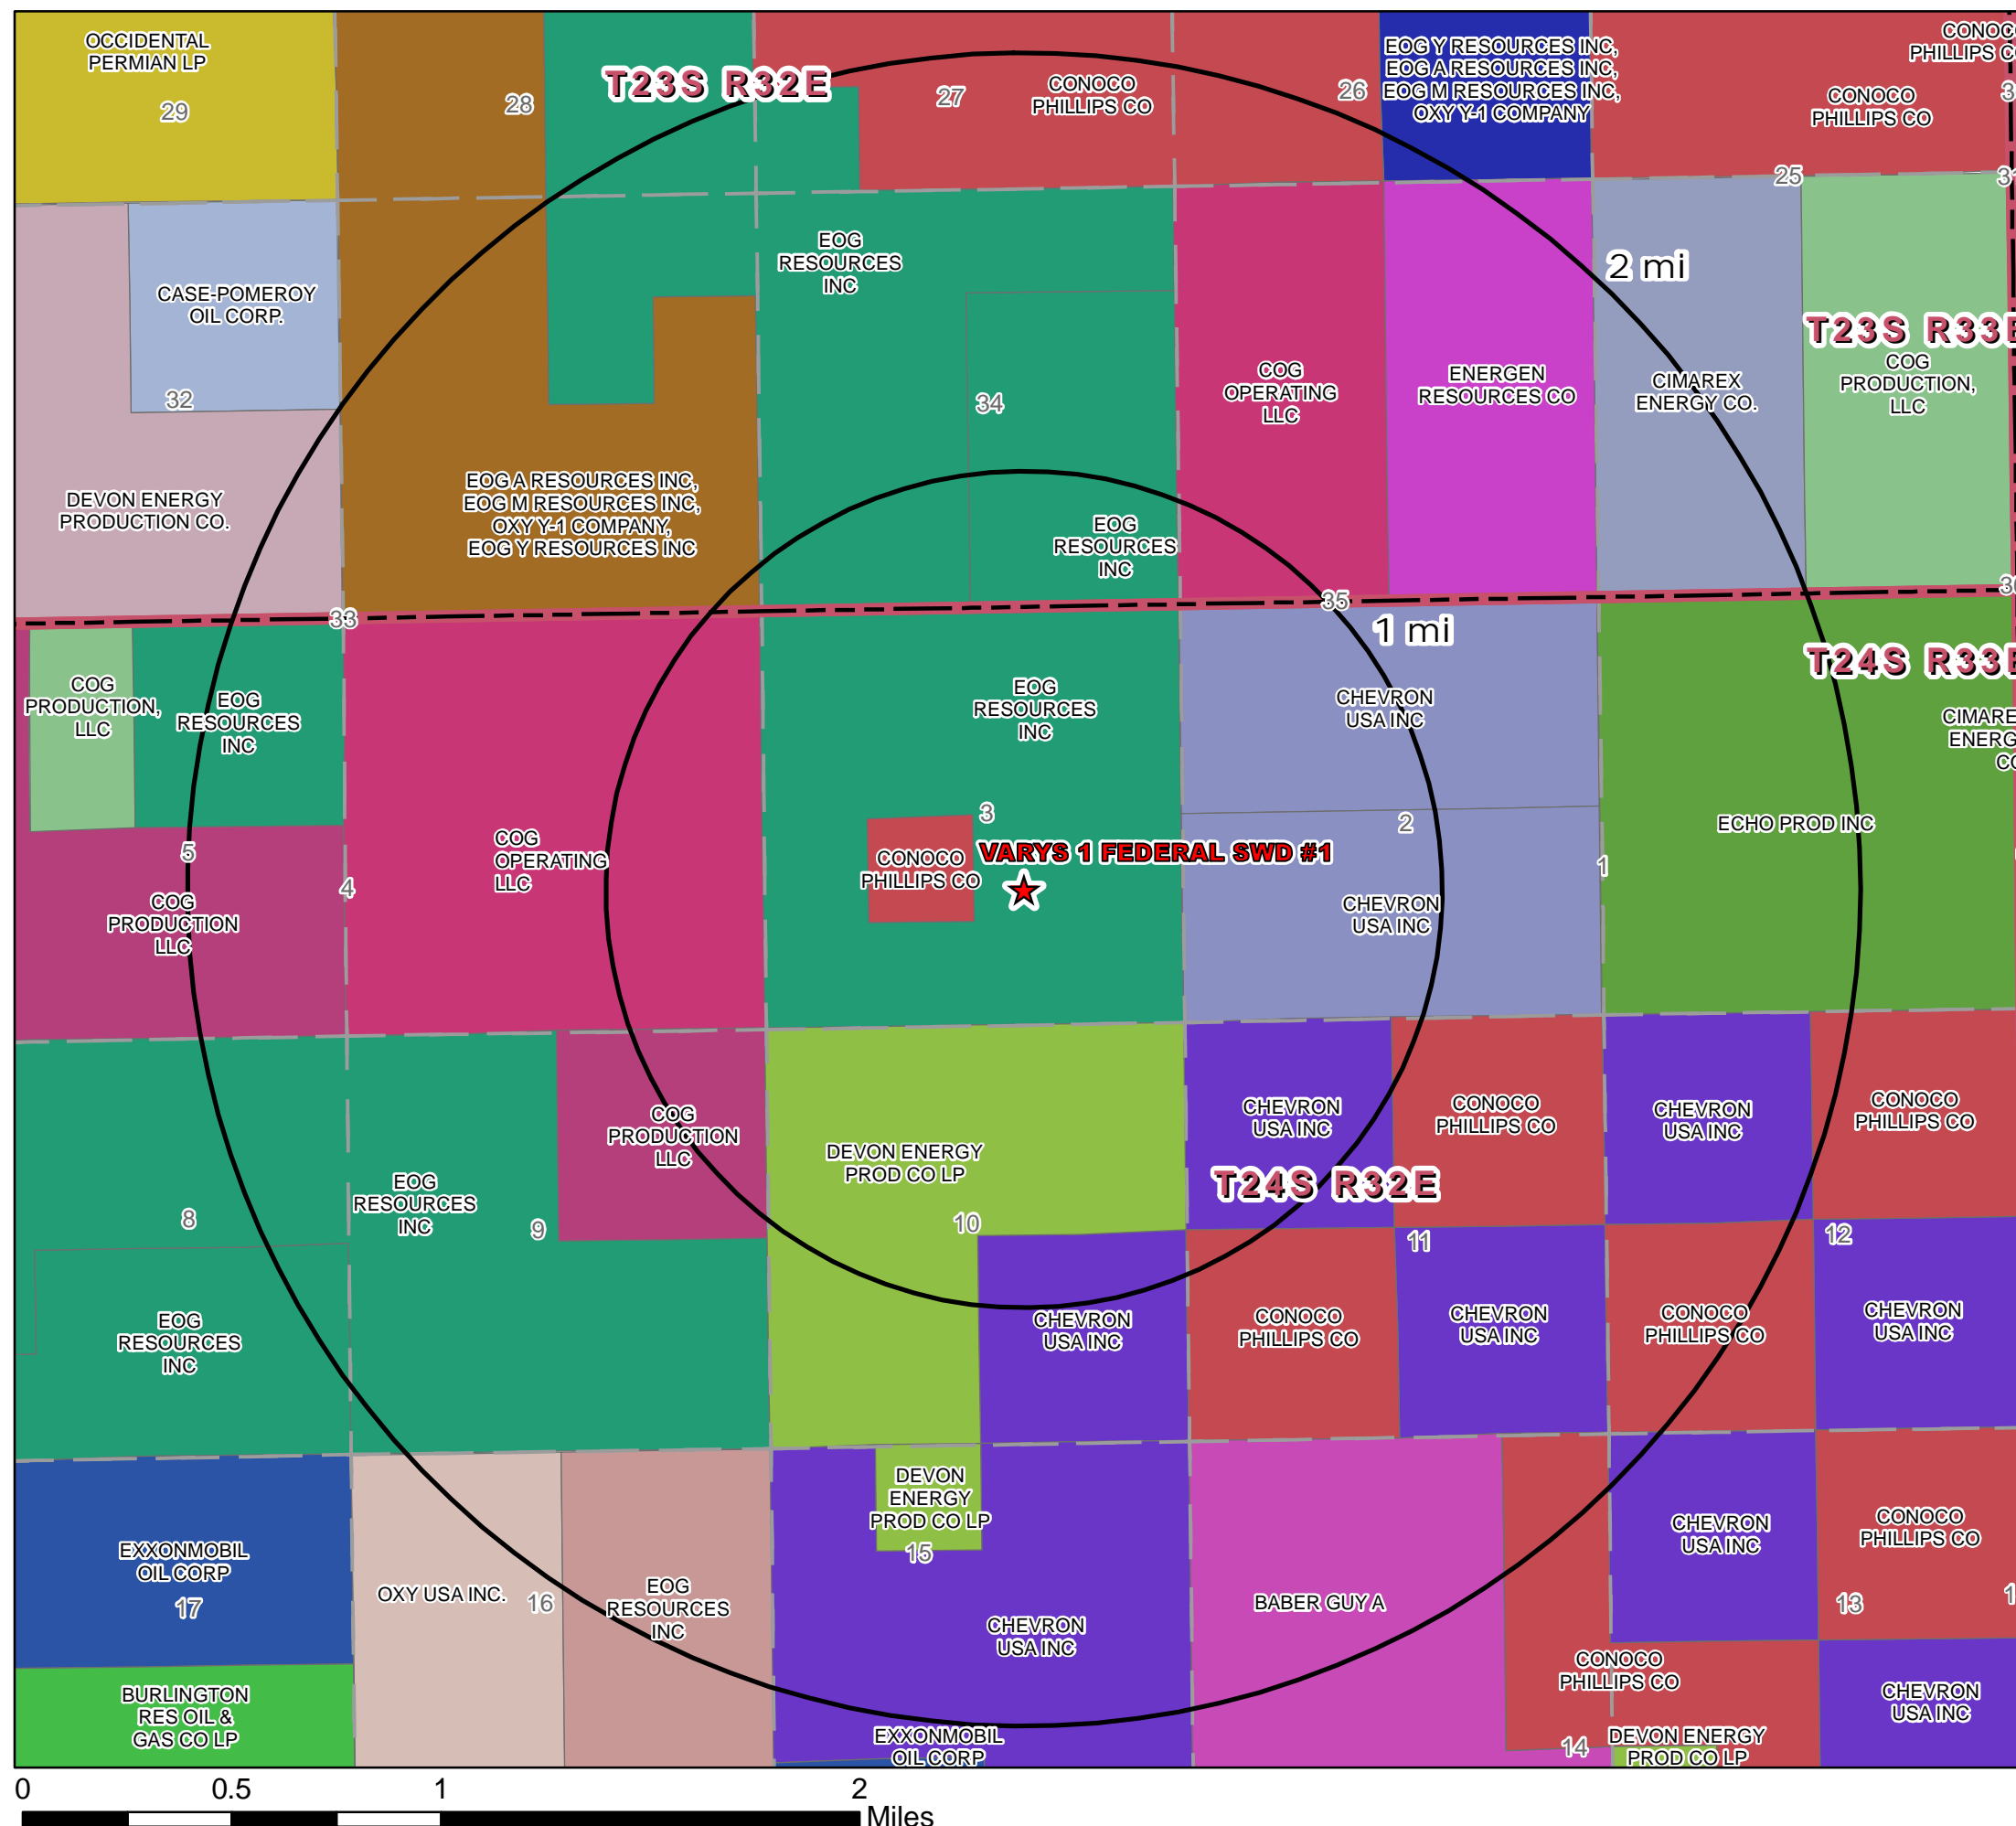 OCCIDENTAL
PERMIAN LP
29
28
T23S R32E
27
CONOCO
PHILLIPS CO
26
EOG Y RESOURCES INC,
EOG A RESOURCES INC,
EOG M RESOURCES INC,
OXY Y-1 COMPANY
CONOC
PHILLIPS C
CONOCO
PHILLIPS CO
3
25
31
CASE-POMEROY
OIL CORP.
32
EOG
RESOURCES
INC
34
COG
OPERATING
LLC
ENERGEN
RESOURCES CO
2 mi
CIMAREX
ENERGY CO.
T23S R33E
COG
PRODUCTION,
LLC
DEVON ENERGY
PRODUCTION CO.
EOG A RESOURCES INC,
EOG M RESOURCES INC,
OXY Y-1 COMPANY,
EOG Y RESOURCES INC
EOG
RESOURCES
INC
33
35
3
1 mi
T24S R33E
COG
PRODUCTION,
LLC
EOG
RESOURCES
INC
EOG
RESOURCES
INC
CHEVRON
USA INC
CIMARE
ENERG
CO
3
2
ECHO PROD INC
5
4
COG
OPERATING
LLC
CONOCO
PHILLIPS CO
VARYS 1 FEDERAL SWD #1
1
COG
PRODUCTION
LLC
CHEVRON
USA INC
COG
PRODUCTION
LLC
DEVON ENERGY
PROD CO LP
CHEVRON
USA INC
CONOCO
PHILLIPS CO
CHEVRON
USA INC
CONOCO
PHILLIPS CO
T24S R32E
8
EOG
RESOURCES
INC
9
10
11
12
EOG
RESOURCES
INC
CHEVRON
USA INC
CONOCO
PHILLIPS CO
CHEVRON
USA INC
CONOCO
PHILLIPS CO
CHEVRON
USA INC
DEVON
ENERGY
PROD CO LP
15
EXXONMOBIL
OIL CORP
17
OXY USA INC.
16
EOG
RESOURCES
INC
CHEVRON
USA INC
BABER GUY A
CHEVRON
USA INC
CONOCO
PHILLIPS CO
13
1
CONOCO
PHILLIPS CO
BURLINGTON
RES OIL &
GAS CO LP
EXXONMOBIL
OIL CORP
14
DEVON ENERGY
PROD CO LP
CHEVRON
USA INC
0 0.5 1 2
Miles